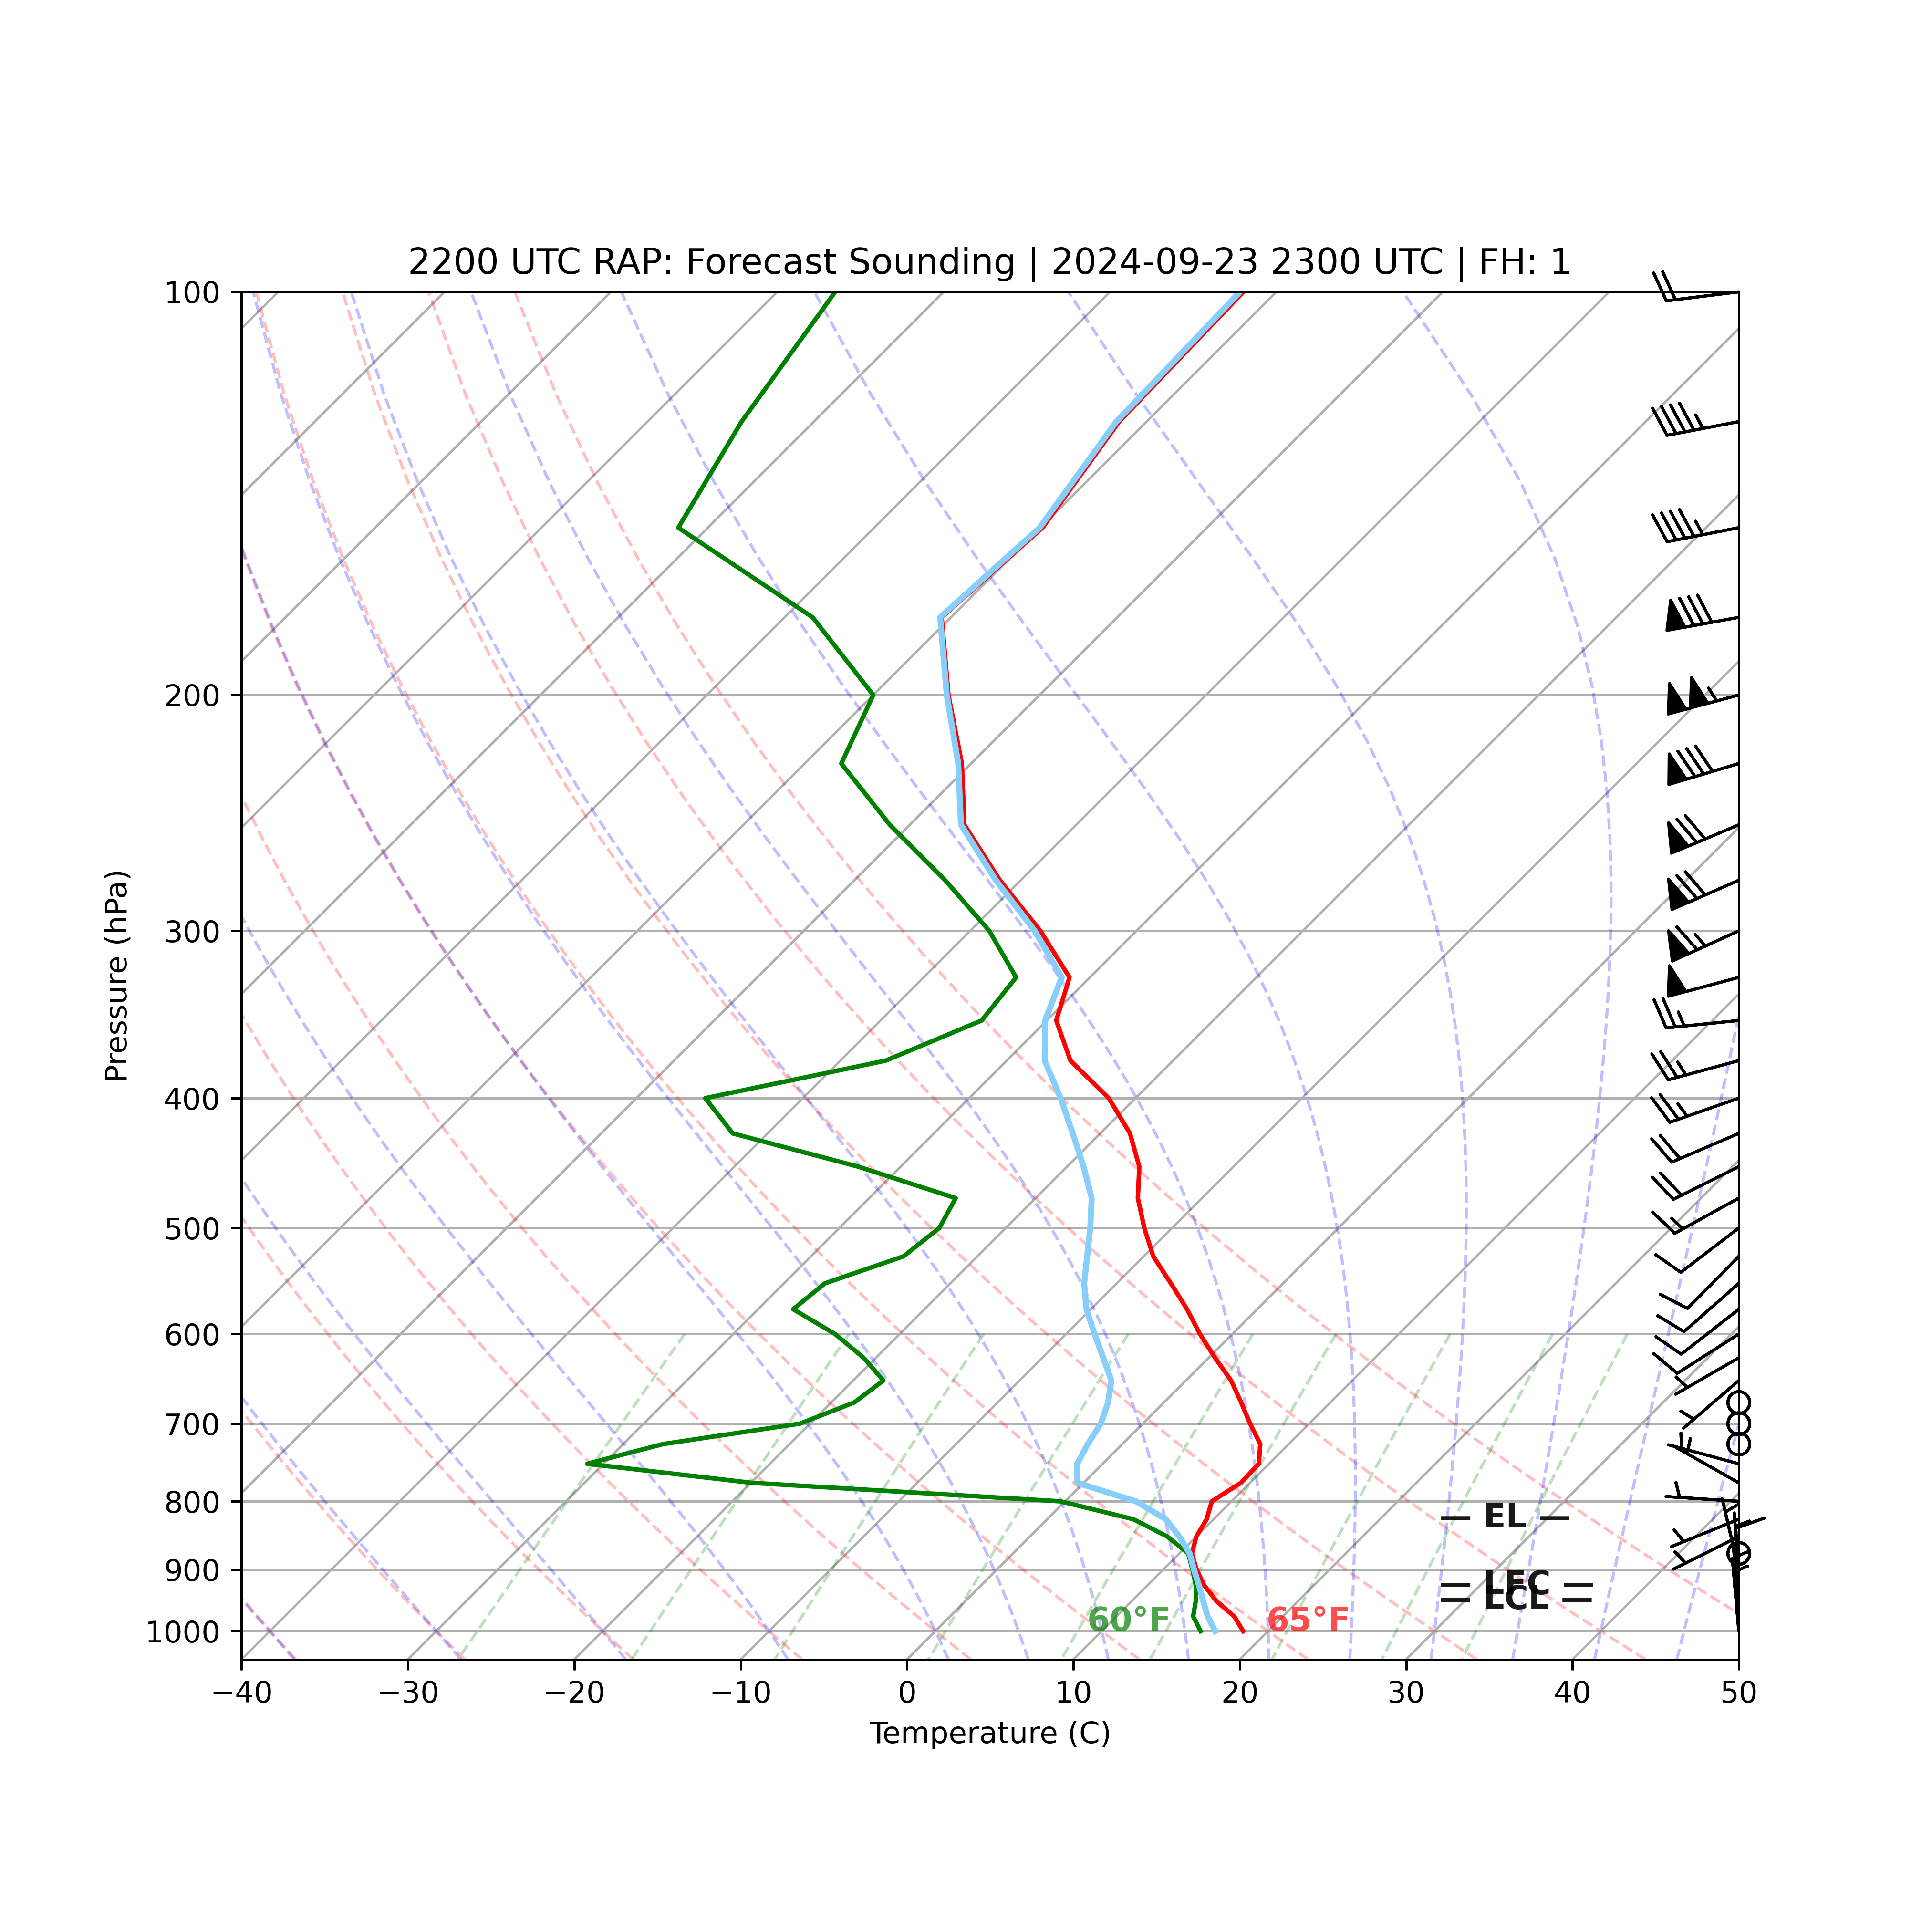 2200 UTC RAP: Forecast Sounding | 2024-09-23 2300 UTC | FH: 1
100
200
300
400
500
600
700
800
900
1000
Pressure (hPa)
— EL —
— LFC —
— LCL —
60°F
65°F
−40 −30 −20 −10 0 10 20 30 40 50
Temperature (C)